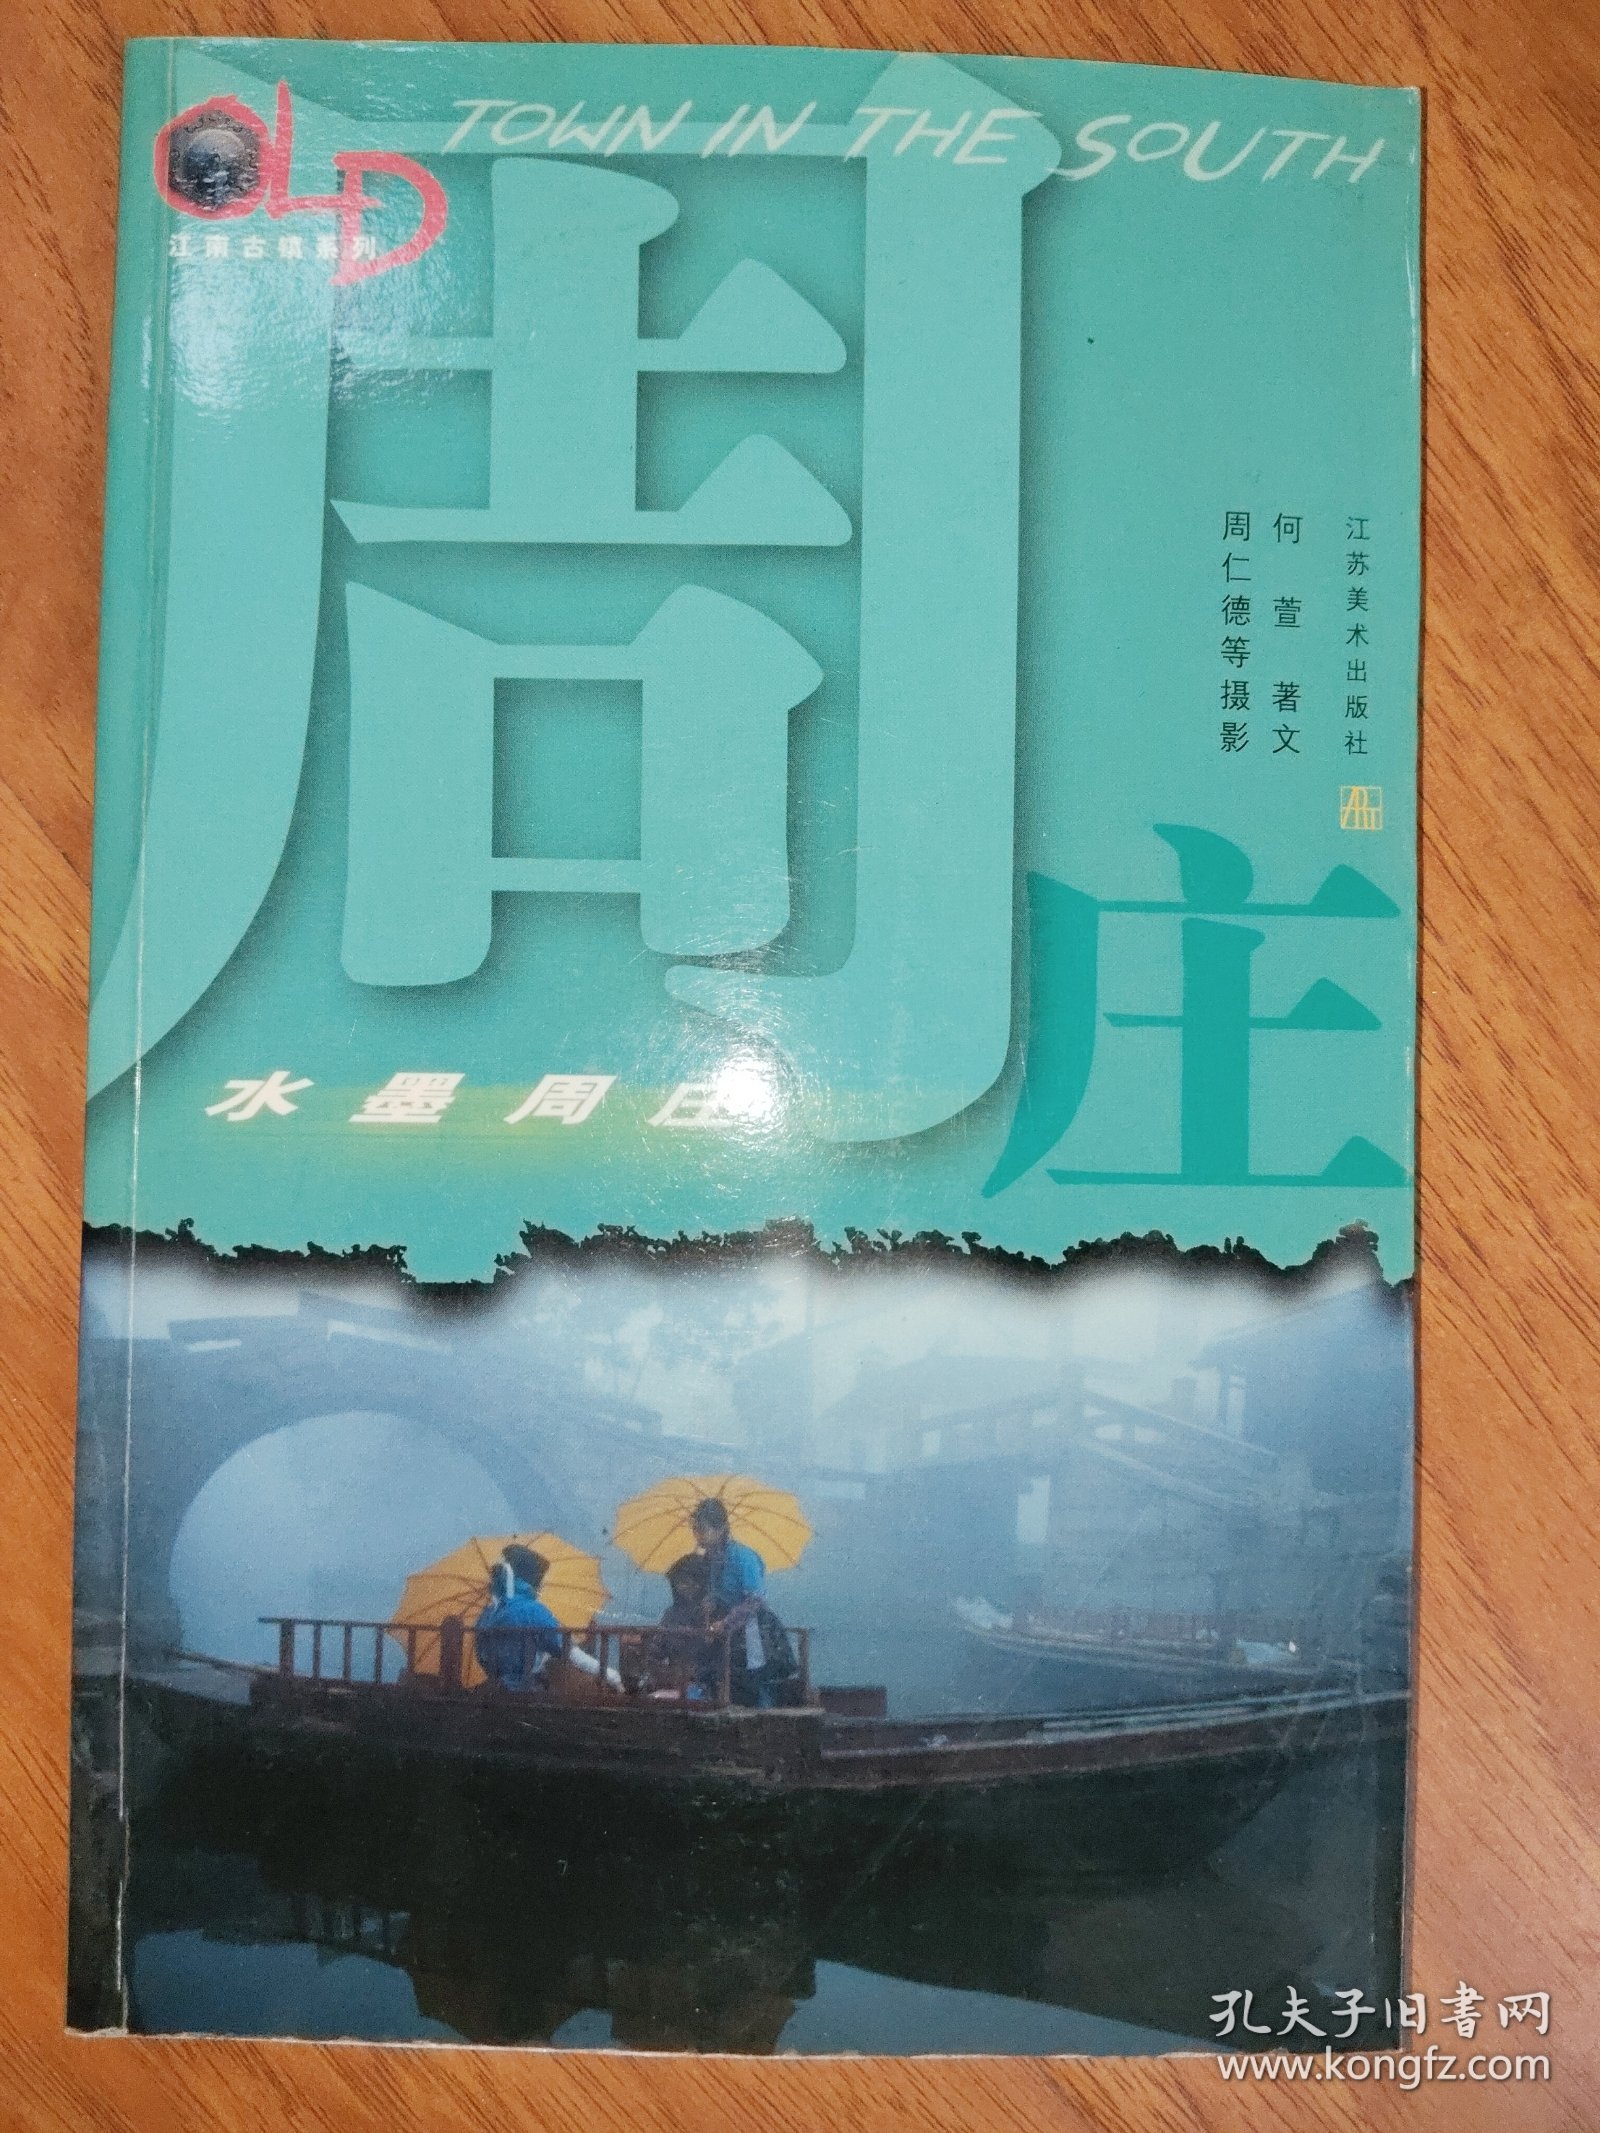 OLD TOWN IN THE SOUTH
江南古镇系列
周庄
江苏美术出版社
何萱 著文
周仁德等摄影
水墨周庄
孔夫子旧书网
www.kongfz.com